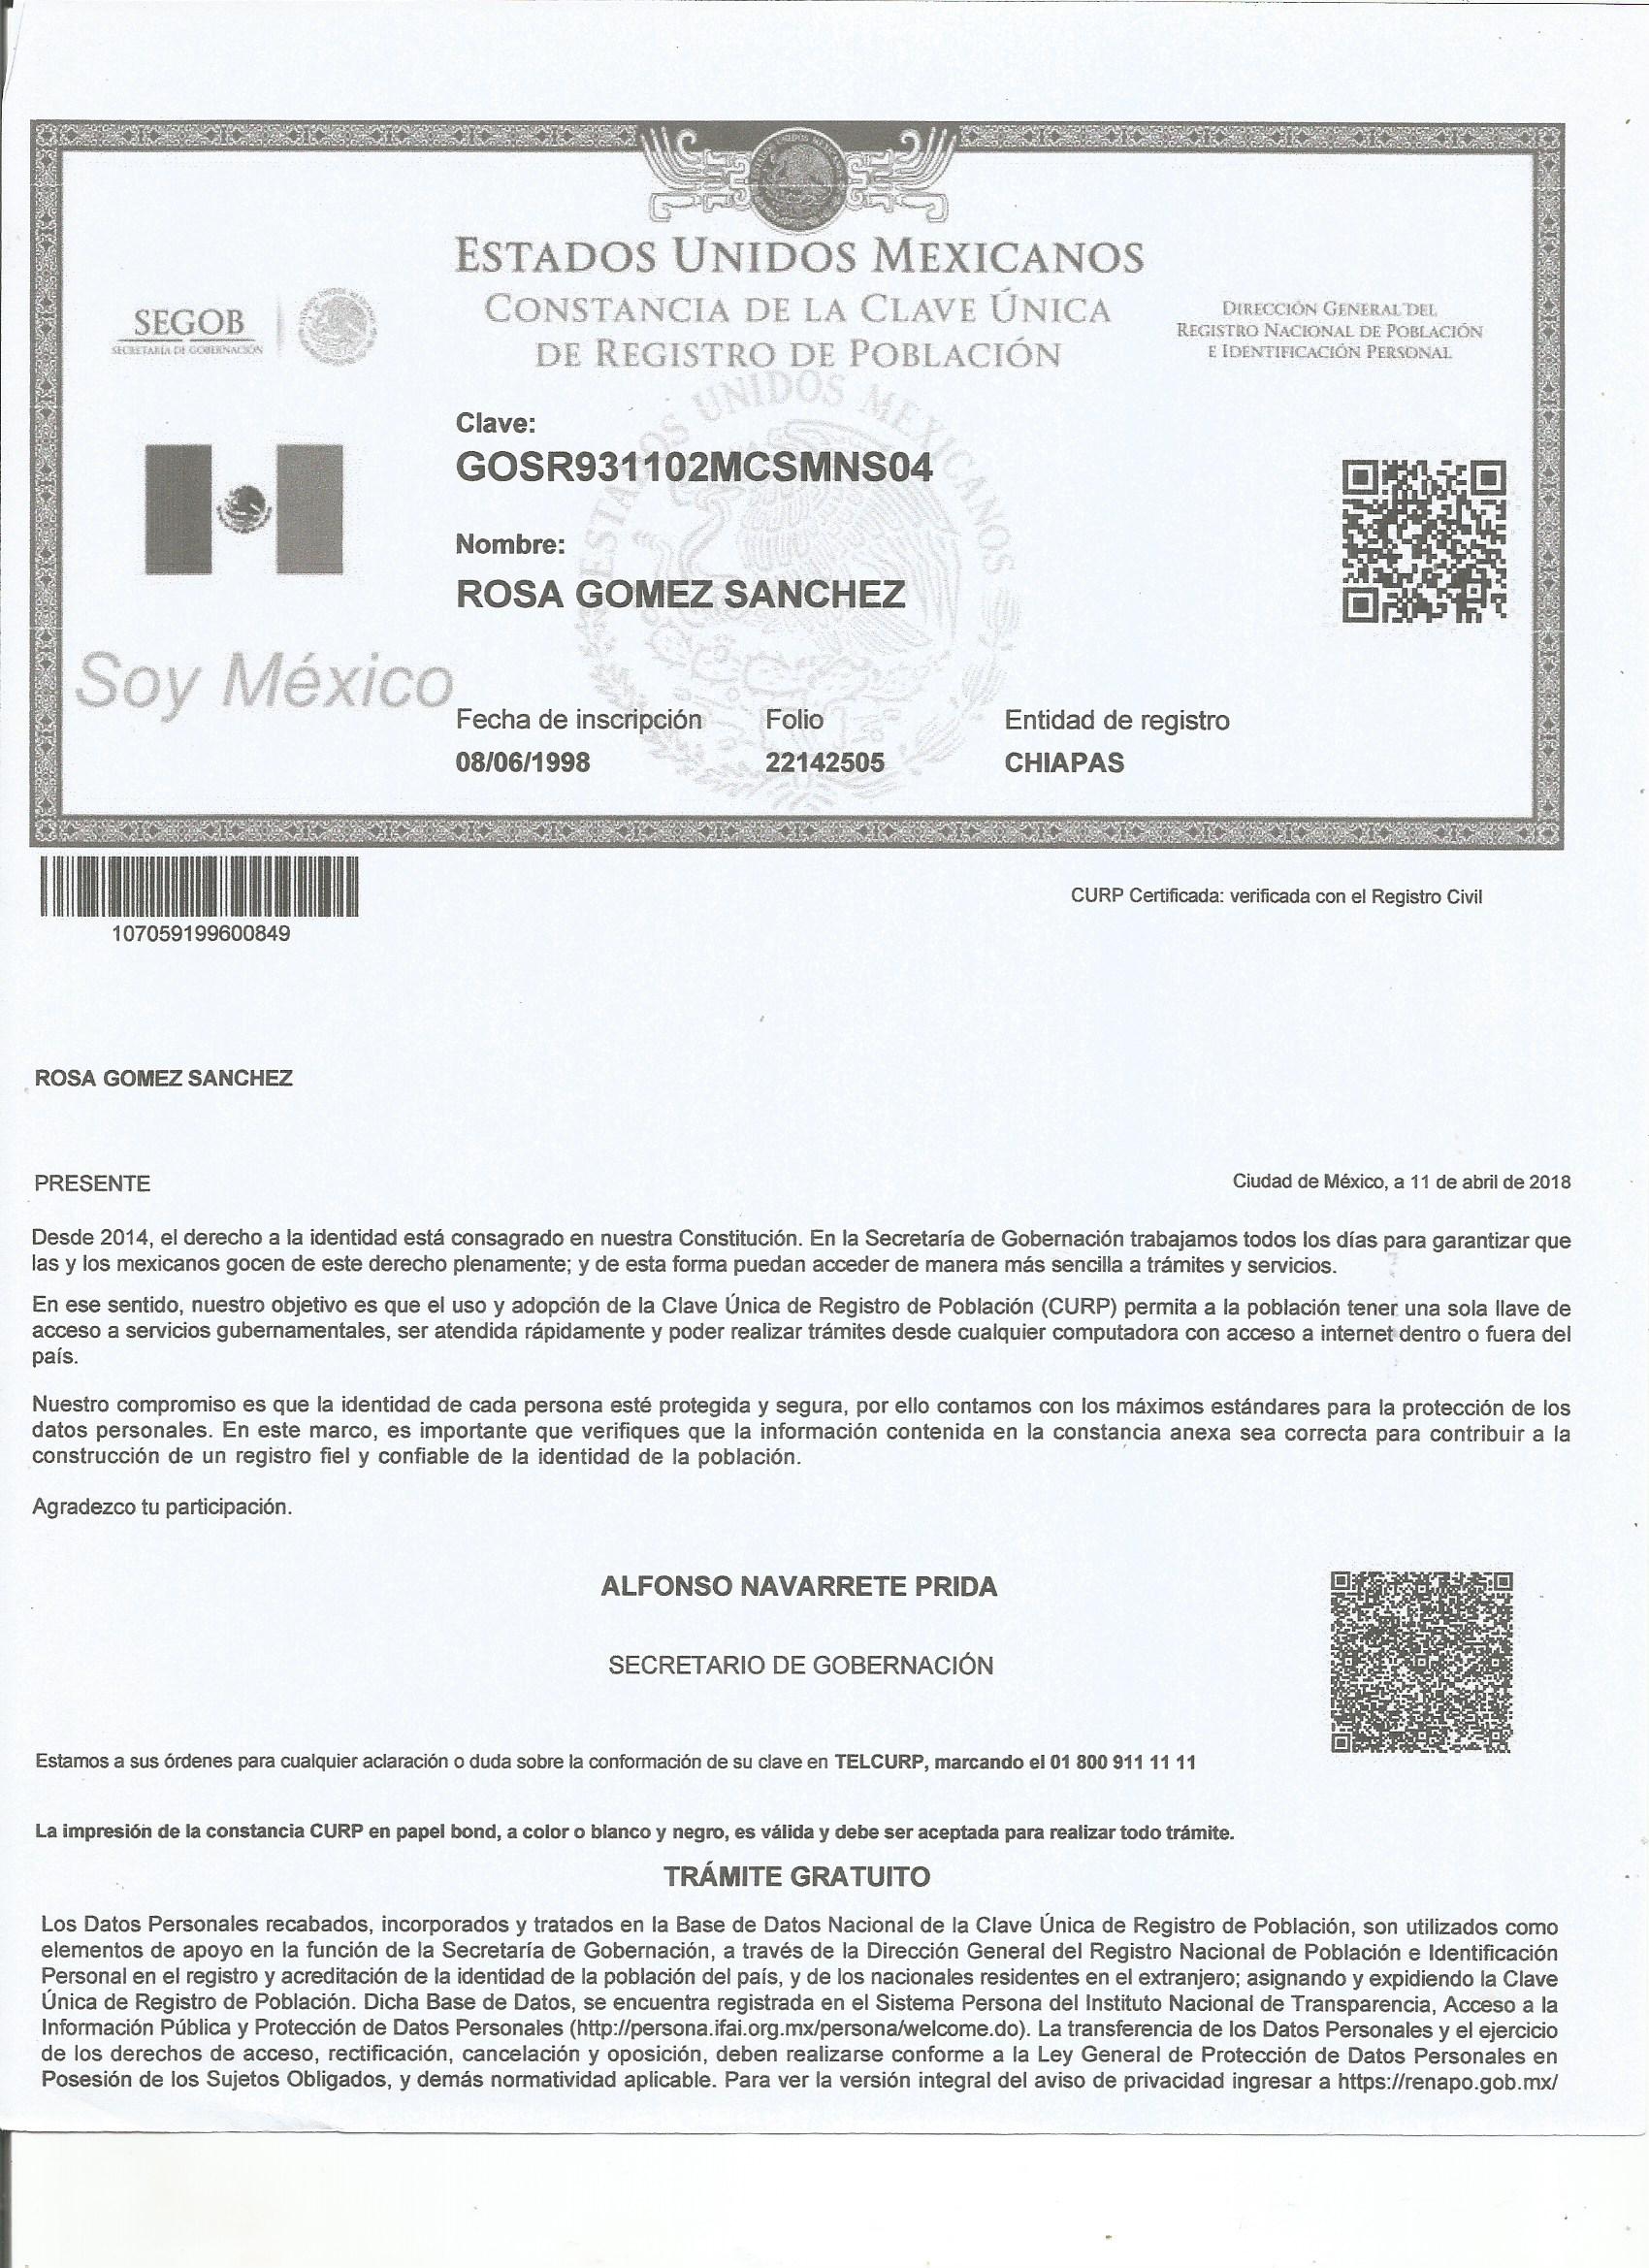 ESTADOS UNIDOS MEXICANOS
CONSTANCIA DE LA CLAVE ÚNICA
DE REGISTRO DE POBLACIÓN
SEGOB
SECRETARÍA DE GOBERNACIÓN
DIRECCIÓN GENERAL DEL
REGISTRO NACIONAL DE POBLACIÓN
E IDENTIFICACIÓN PERSONAL
ESTADOS UNIDOS MEXICANOS
Clave:
GOSR931102MCSMNS04
Nombre:
ROSA GOMEZ SANCHEZ
Soy México
Fecha de inscripción Folio Entidad de registro
08/06/1998 22142505 CHIAPAS
107059199600849
CURP Certificada: verificada con el Registro Civil
ROSA GOMEZ SANCHEZ
PRESENTE
Ciudad de México, a 11 de abril de 2018
Desde 2014, el derecho a la identidad está consagrado en nuestra Constitución. En la Secretaría de Gobernación trabajamos todos los días para garantizar que
las y los mexicanos gocen de este derecho plenamente; y de esta forma puedan acceder de manera más sencilla a trámites y servicios.
En ese sentido, nuestro objetivo es que el uso y adopción de la Clave Única de Registro de Población (CURP) permita a la población tener una sola llave de
acceso a servicios gubernamentales, ser atendida rápidamente y poder realizar trámites desde cualquier computadora con acceso a internet dentro o fuera del
país.
Nuestro compromiso es que la identidad de cada persona esté protegida y segura, por ello contamos con los máximos estándares para la protección de los
datos personales. En este marco, es importante que verifiques que la información contenida en la constancia anexa sea correcta para contribuir a la
construcción de un registro fiel y confiable de la identidad de la población.
Agradezco tu participación.
ALFONSO NAVARRETE PRIDA
SECRETARIO DE GOBERNACIÓN
Estamos a sus órdenes para cualquier aclaración o duda sobre la conformación de su clave en TELCURP, marcando el 01 800 911 11 11
La impresión de la constancia CURP en papel bond, a color o blanco y negro, es válida y debe ser aceptada para realizar todo trámite.
TRÁMITE GRATUITO
Los Datos Personales recabados, incorporados y tratados en la Base de Datos Nacional de la Clave Única de Registro de Población, son utilizados como
elementos de apoyo en la función de la Secretaría de Gobernación, a través de la Dirección General del Registro Nacional de Población e Identificación
Personal en el registro y acreditación de la identidad de la población del país, y de los nacionales residentes en el extranjero; asignando y expidiendo la Clave
Única de Registro de Población. Dicha Base de Datos, se encuentra registrada en el Sistema Persona del Instituto Nacional de Transparencia, Acceso a la
Información Pública y Protección de Datos Personales (http://persona.ifai.org.mx/persona/welcome.do). La transferencia de los Datos Personales y el ejercicio
de los derechos de acceso, rectificación, cancelación y oposición, deben realizarse conforme a la Ley General de Protección de Datos Personales en
Posesión de los Sujetos Obligados, y demás normatividad aplicable. Para ver la versión integral del aviso de privacidad ingresar a https://renapo.gob.mx/